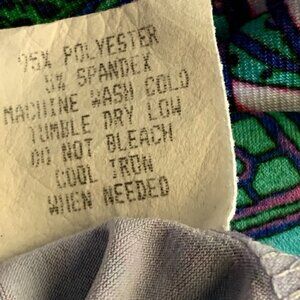 95% POLYESTER
5% SPANDEX
MACHINE WASH COLD
TUMBLE DRY LOW
DO NOT BLEACH
COOL IRON
WHEN NEEDED